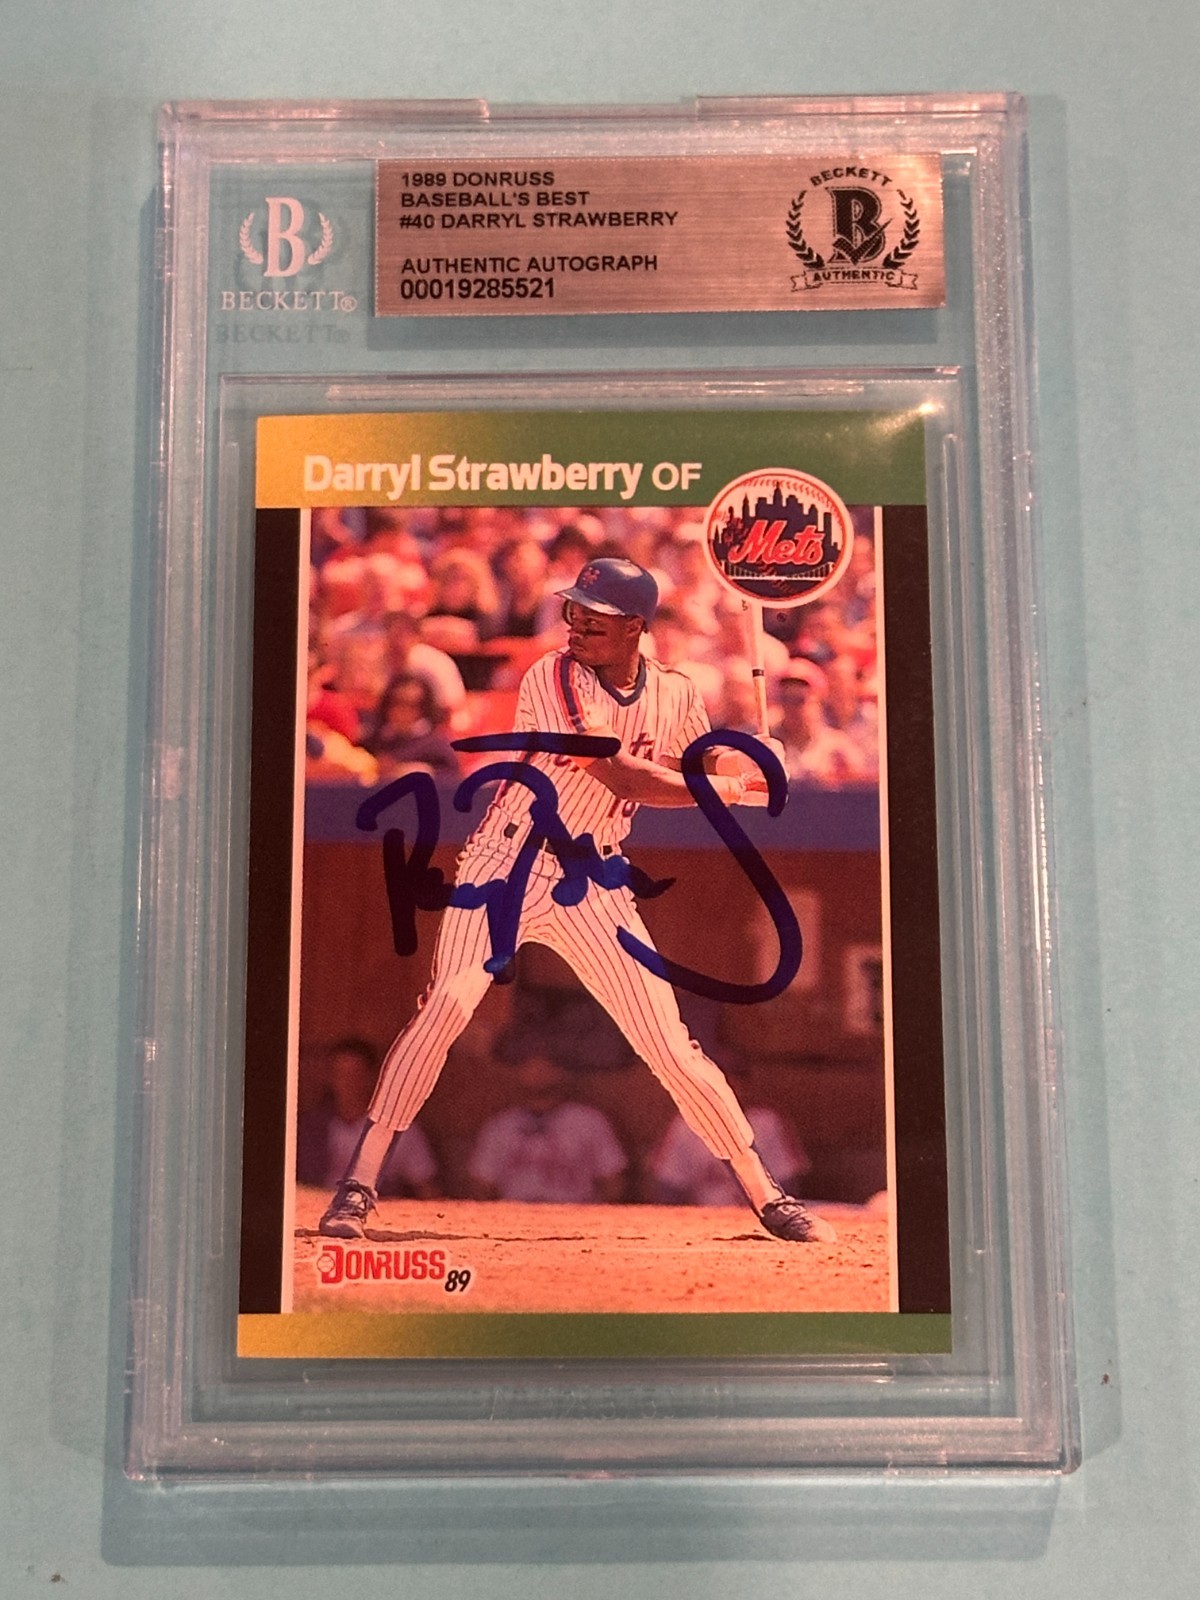 1989 DONRUSS
BASEBALL'S BEST
#40 DARRYL STRAWBERRY
AUTHENTIC AUTOGRAPH
00019285521
BECKETT
B
AUTHENTIC
B
BECKETT®
Darryl Strawberry OF
Mets
18
DONRUSS 89